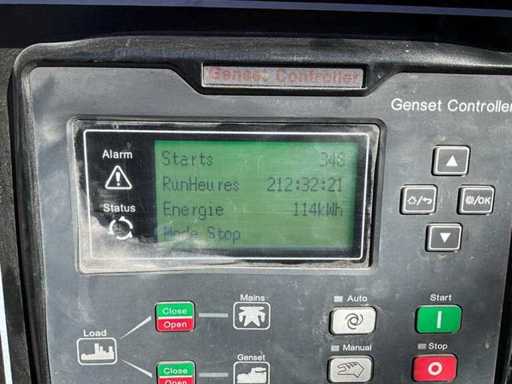 Genset Controller
Genset Controller
Alarm
Status
Starts 348
RunHeures 212:32:21
Energie 114kWh
Mode Stop
/OK
Mains
Auto
Start
Close
Open
Load
Manual
Stop
Genset
Close
Open